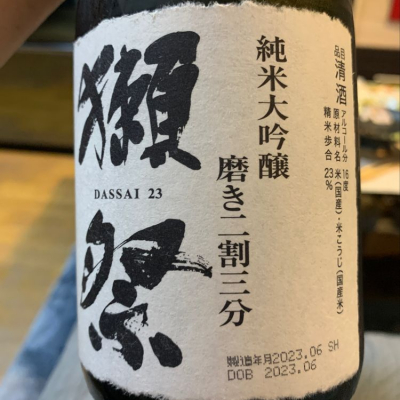 獺祭
DASSAI 23
純米大吟醸
磨き二割三分
品目 清酒
アルコール分 16度
原材料名 米(国産)・米こうじ(国産米)
精米歩合 23%
製造年月2023.06 SH
DOB 2023.06